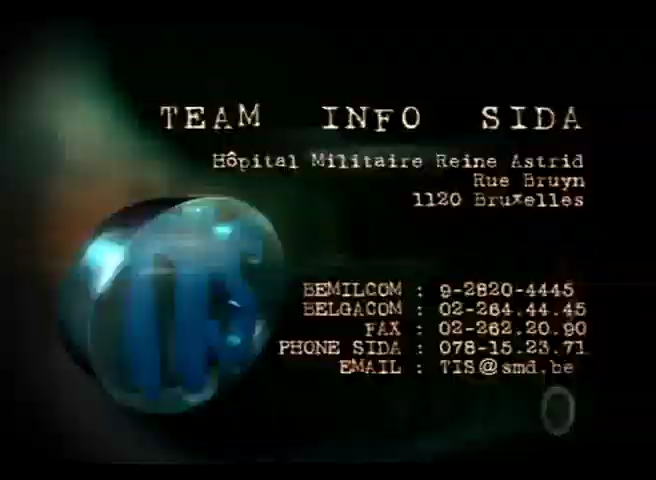 TEAM INFO SIDA
Hôpital Militaire Reine Astrid
Rue Bruyn
1120 Bruxelles
BEMILCOM : 9-2820-4445
BELGACOM : 02-264.44.45
FAX : 02-262.20.90
PHONE SIDA : 078-15.23.71
EMAIL : TIS@smd.be
TIS